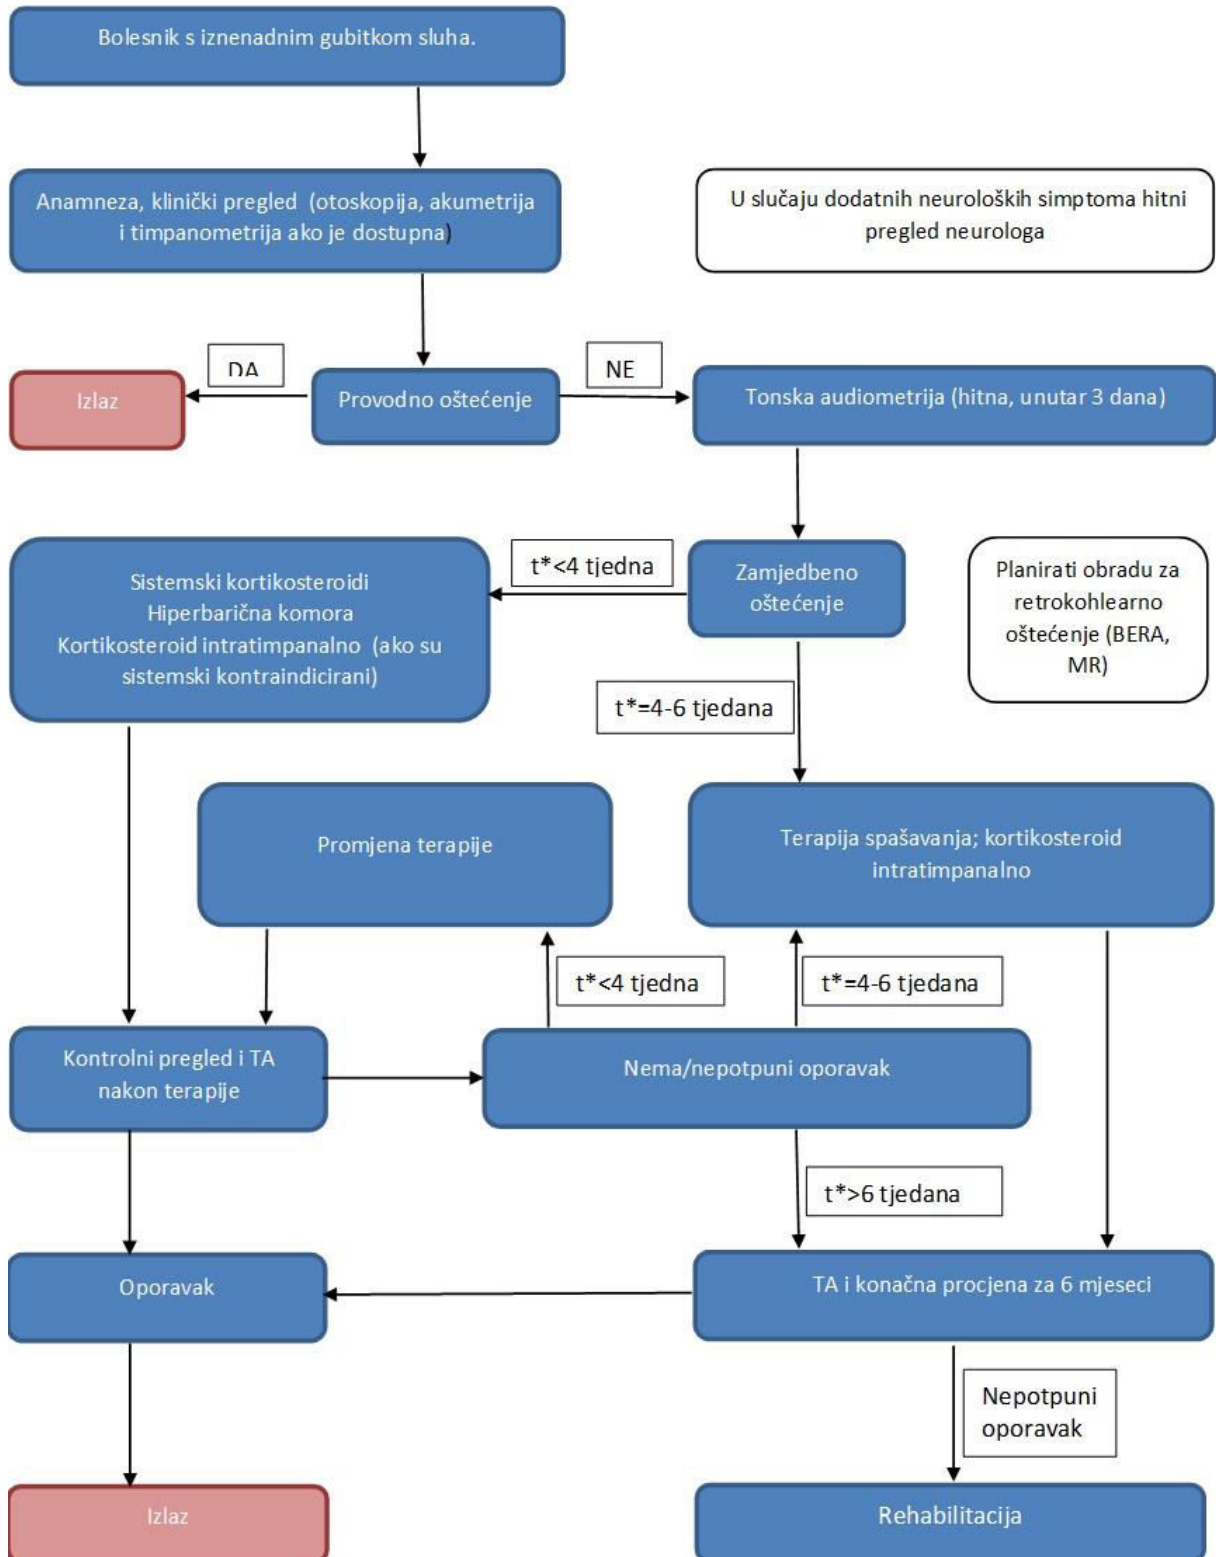 Bolesnik s iznenadnim gubitkom sluha.
Anamneza, klinički pregled (otoskopija, akumetrija
i timpanometrija ako je dostupna)
U slučaju dodatnih neuroloških simptoma hitni
pregled neurologa
DA
NE
Izlaz
Provodno oštećenje
Tonska audiometrija (hitna, unutar 3 dana)
t*<4 tjedna
Sistemski kortikosteroidi
Hiperbarična komora
Kortikosteroid intratimpanalno (ako su
sistemski kontraindicirani)
Zamjedbeno
oštećenje
Planirati obradu za
retrokohlearno
oštećenje (BERA,
MR)
t*=4-6 tjedana
Promjena terapije
Terapija spašavanja; kortikosteroid
intratimpanalno
t*<4 tjedna
t*=4-6 tjedana
Kontrolni pregled i TA
nakon terapije
Nema/nepotpuni oporavak
t*>6 tjedana
Oporavak
TA i konačna procjena za 6 mjeseci
Nepotpuni
oporavak
Izlaz
Rehabilitacija